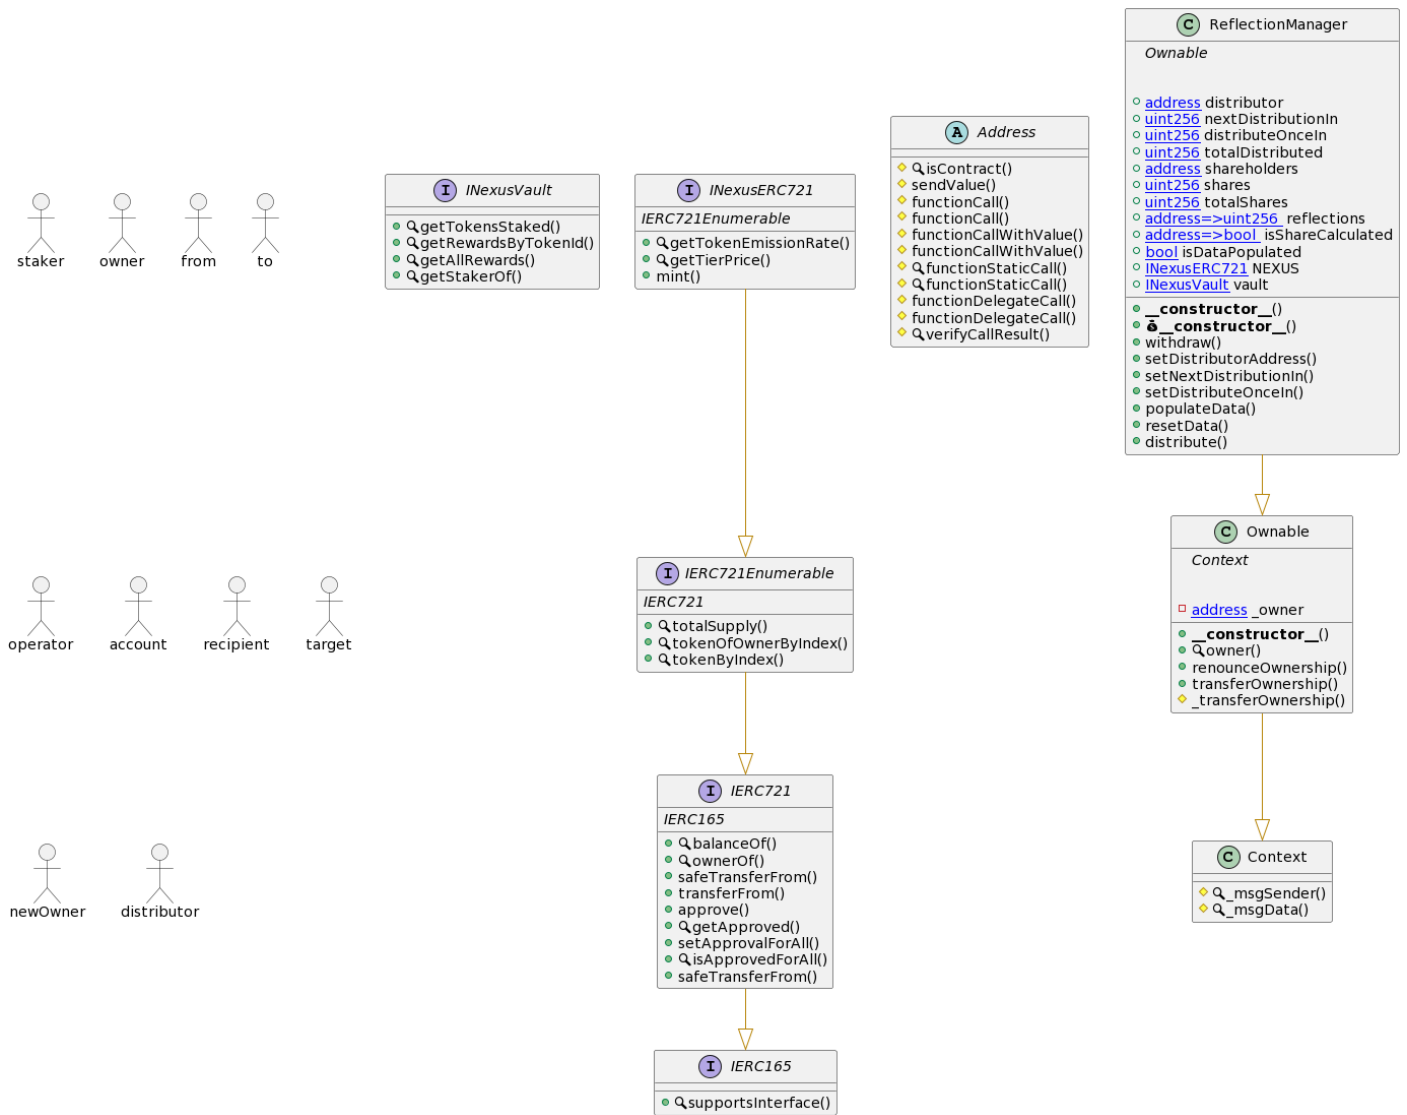 staker
owner
from
to
I INexusVault
getTokensStaked()
getRewardsByTokenId()
getAllRewards()
getStakerOf()
I INexusERC721
IERC721Enumerable
getTokenEmissionRate()
getTierPrice()
mint()
A Address
isContract()
sendValue()
functionCall()
functionCall()
functionCallWithValue()
functionCallWithValue()
functionStaticCall()
functionStaticCall()
functionDelegateCall()
functionDelegateCall()
verifyCallResult()
C ReflectionManager
Ownable
address distributor
uint256 nextDistributionIn
uint256 distributeOnceIn
uint256 totalDistributed
address shareholders
uint256 shares
uint256 totalShares
address=>uint256 reflections
address=>bool isShareCalculated
bool isDataPopulated
INexusERC721 NEXUS
INexusVault vault
__constructor__()
💰__constructor__()
withdraw()
setDistributorAddress()
setNextDistributionIn()
setDistributeOnceIn()
populateData()
resetData()
distribute()
operator
account
recipient
target
I IERC721Enumerable
IERC721
totalSupply()
tokenOfOwnerByIndex()
tokenByIndex()
C Ownable
Context
address _owner
__constructor__()
owner()
renounceOwnership()
transferOwnership()
_transferOwnership()
newOwner
distributor
I IERC721
IERC165
balanceOf()
ownerOf()
safeTransferFrom()
transferFrom()
approve()
getApproved()
setApprovalForAll()
isApprovedForAll()
safeTransferFrom()
C Context
_msgSender()
_msgData()
I IERC165
supportsInterface()